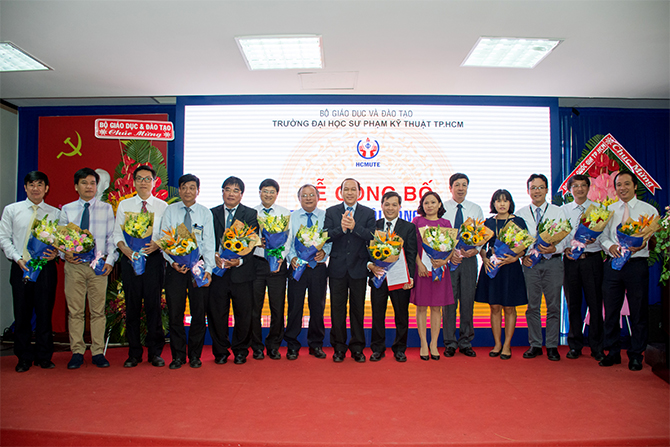 BỘ GIÁO DỤC VÀ ĐÀO TẠO
TRƯỜNG ĐẠI HỌC SƯ PHẠM KỸ THUẬT TP.HCM
HCMUTE
CÔNG BỐ
BỘ GIÁO DỤC & ĐÀO TẠO
Chúc Mừng
Chúc Mừng